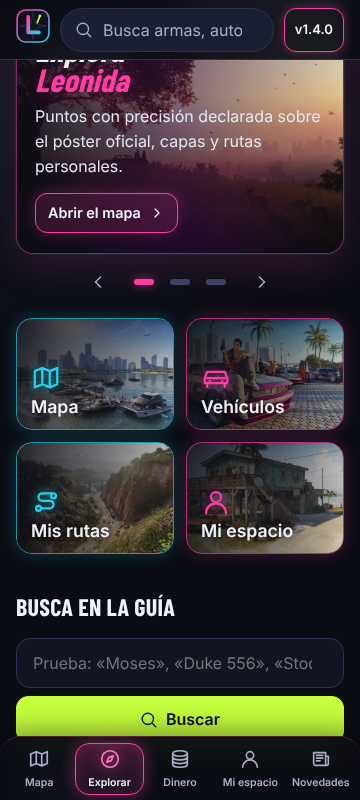 Busca armas, auto
v1.4.0
Explora
Leonida
Puntos con precisión declarada sobre
el póster oficial, capas y rutas
personales.
Abrir el mapa
Mapa
Vehículos
Mis rutas
Mi espacio
BUSCA EN LA GUÍA
Prueba: «Moses», «Duke 556», «Stoc
Buscar
Mapa
Explorar
Dinero
Mi espacio
Novedades